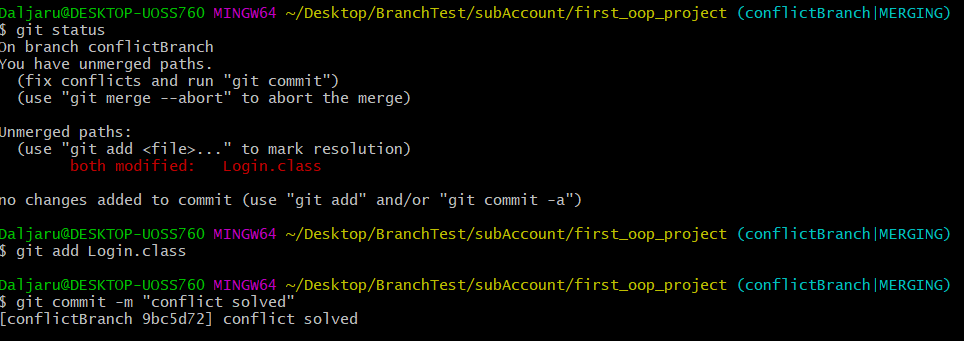 Daljaru@DESKTOP-UOSS76O MINGW64 ~/Desktop/BranchTest/subAccount/first_oop_project (conflictBranch|MERGING)
$ git status
On branch conflictBranch
You have unmerged paths.
  (fix conflicts and run "git commit")
  (use "git merge --abort" to abort the merge)

Unmerged paths:
  (use "git add <file>..." to mark resolution)
        both modified:   Login.class

no changes added to commit (use "git add" and/or "git commit -a")

Daljaru@DESKTOP-UOSS76O MINGW64 ~/Desktop/BranchTest/subAccount/first_oop_project (conflictBranch|MERGING)
$ git add Login.class

Daljaru@DESKTOP-UOSS76O MINGW64 ~/Desktop/BranchTest/subAccount/first_oop_project (conflictBranch|MERGING)
$ git commit -m "conflict solved"
[conflictBranch 9bc5d72] conflict solved